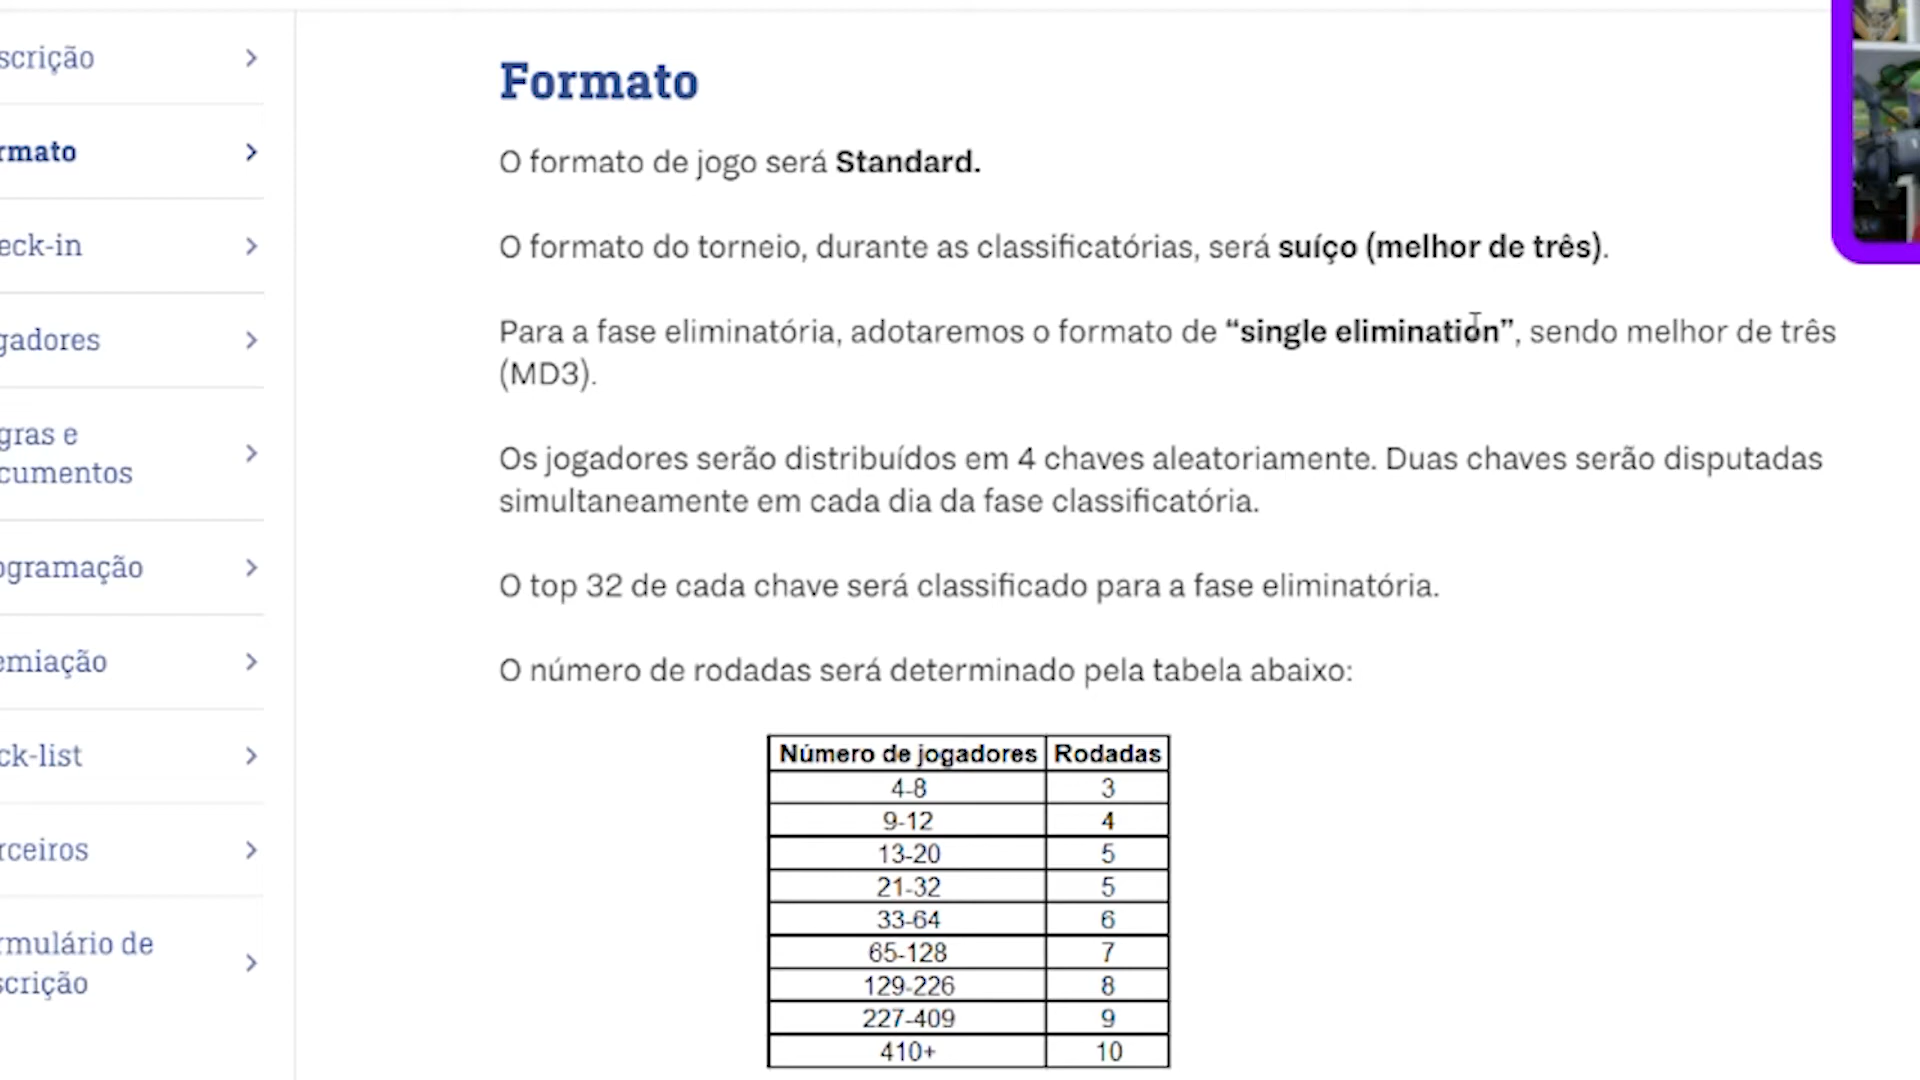 scrição
rmato
eck-in
gadores
gras e
cumentos
ogramação
emiação
ck-list
rceiros
rmulário de
scrição
Formato
O formato de jogo será Standard.
O formato do torneio, durante as classificatórias, será suíço (melhor de três).
Para a fase eliminatória, adotaremos o formato de “single elimination”, sendo melhor de três
(MD3).
Os jogadores serão distribuídos em 4 chaves aleatoriamente. Duas chaves serão disputadas
simultaneamente em cada dia da fase classificatória.
O top 32 de cada chave será classificado para a fase eliminatória.
O número de rodadas será determinado pela tabela abaixo:
Número de jogadores Rodadas
4-8 3
9-12 4
13-20 5
21-32 5
33-64 6
65-128 7
129-226 8
227-409 9
410+ 10